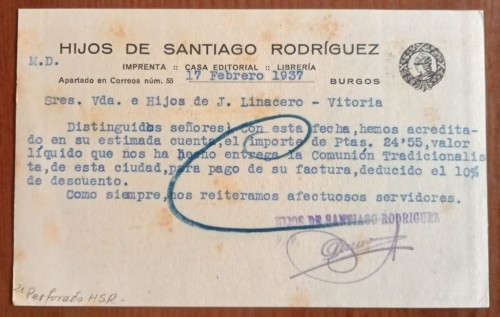 HIJOS DE SANTIAGO RODRÍGUEZ
M.D.
IMPRENTA :: CASA EDITORIAL :: LIBRERÍA
Apartado en Correos núm. 55 17 Febrero 1937 BURGOS
Sres. Vda. e Hijos de J. Linacero - Vitoria
Distinguidos señores: con esta fecha, hemos acredita-
do en su estimada cuenta, el importe de Ptas. 24'55, valor
líquido que nos ha hecho entrega la Comunión Tradicionalis-
ta, de esta ciudad, para pago de su factura, deducido el 10%
de descuento.
Como siempre, nos reiteramos afectuosos servidores.
HIJOS DE SANTIAGO RODRIGUEZ
Perforado HSR.-